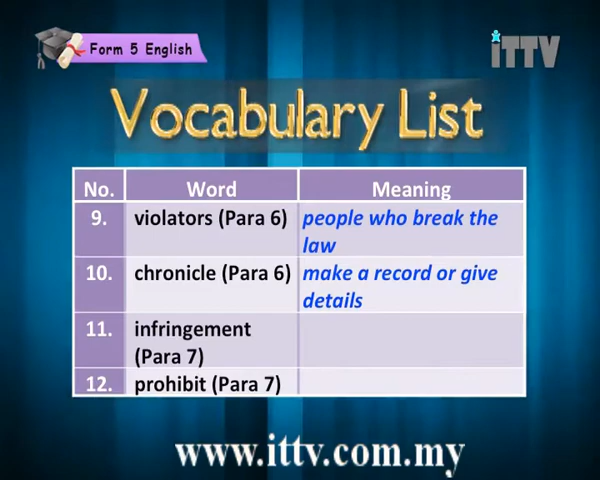 Form 5 English
iTTV
Vocabulary List
No. Word Meaning
9. violators (Para 6) people who break the
law
10. chronicle (Para 6) make a record or give
details
11. infringement
(Para 7)
12. prohibit (Para 7)
www.ittv.com.my